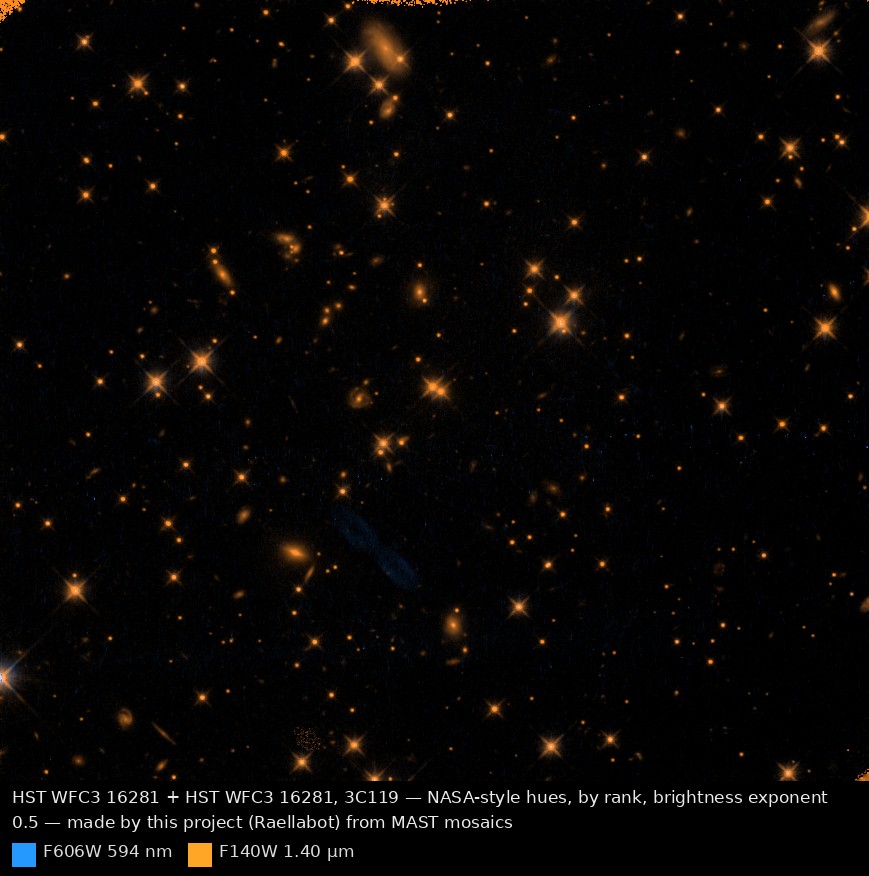 HST WFC3 16281 + HST WFC3 16281, 3C119 — NASA-style hues, by rank, brightness exponent
0.5 — made by this project (Raellabot) from MAST mosaics
F606W 594 nm F140W 1.40 µm